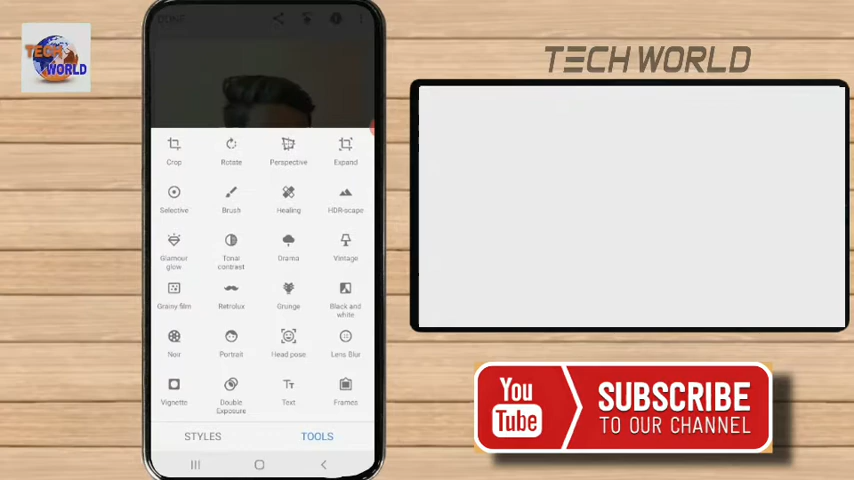 TECH
WORLD
TECH WORLD
Crop
Rotate
Perspective
Expand
Selective
Brush
Healing
HDR-scape
Glamour
glow
Tonal
contrast
Drama
Vintage
Grainy film
Retrolux
Grunge
Black and
white
Noir
Portrait
Head pose
Lens Blur
Vignette
Double
Exposure
Text
Frames
STYLES
TOOLS
You
Tube
SUBSCRIBE
TO OUR CHANNEL